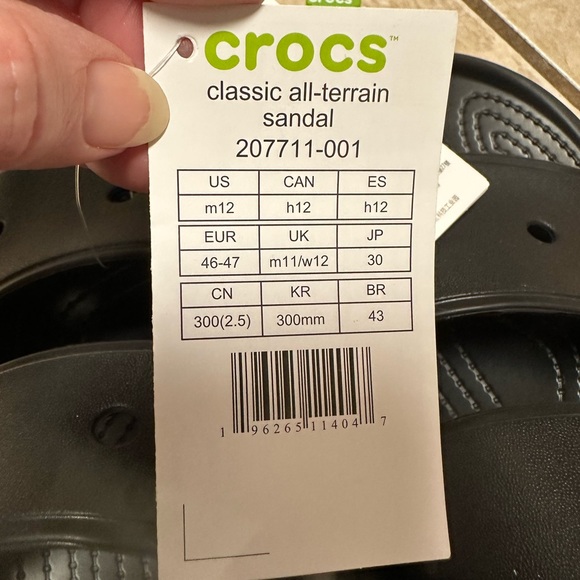 crocs
crocs™
classic all-terrain
sandal
207711-001
US CAN ES
m12 h12 h12
EUR UK JP
46-47 m11/w12 30
CN KR BR
300(2.5) 300mm 43
1 96265 11404 7